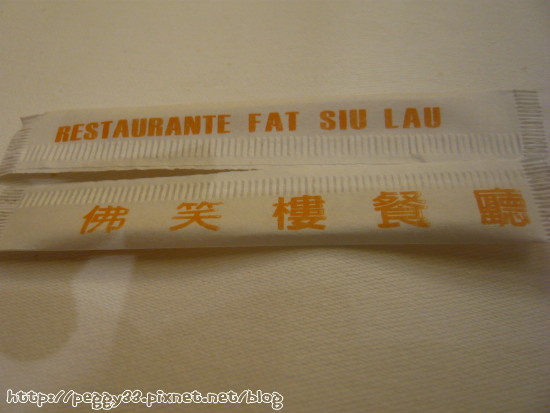 RESTAURANTE FAT SIU LAU
佛笑樓餐廳
http://peggy33.pixnet.net/blog